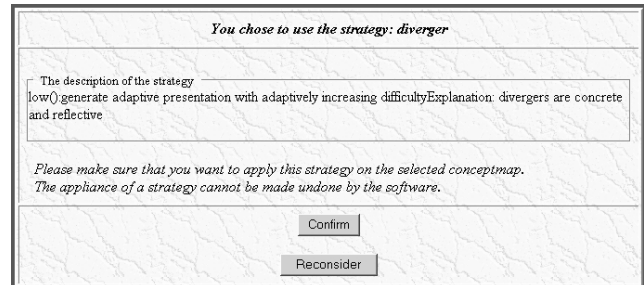 You chose to use the strategy: diverger
The description of the strategy
low():generate adaptive presentation with adaptively increasing difficultyExplanation: divergers are concrete
and reflective
Please make sure that you want to apply this strategy on the selected conceptmap.
The appliance of a strategy cannot be made undone by the software.
Confirm
Reconsider